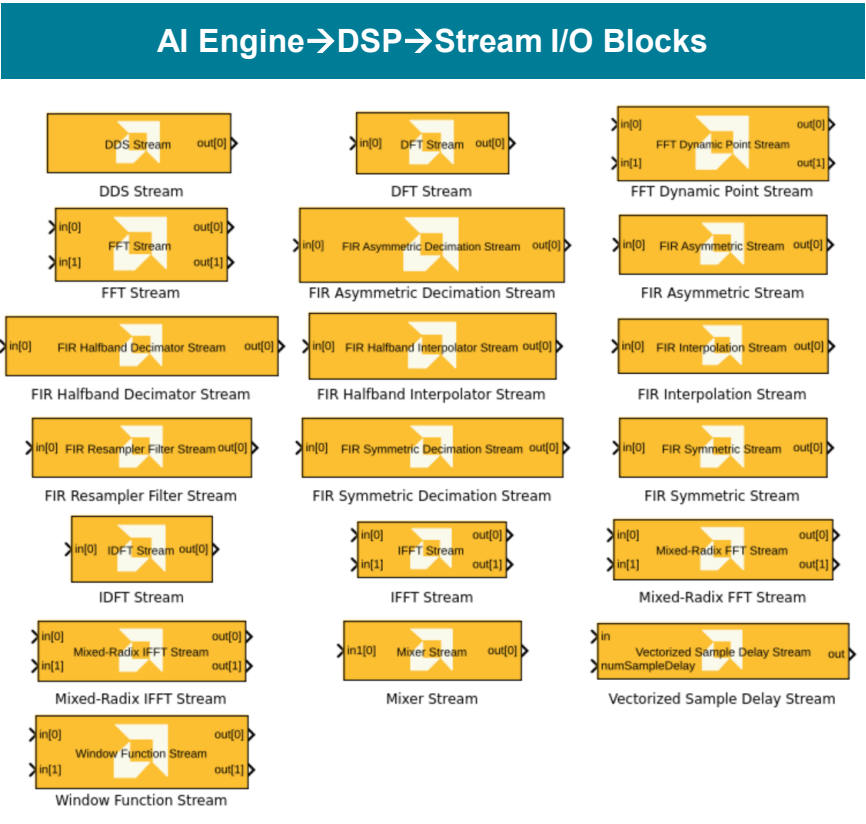 AI Engine→DSP→Stream I/O Blocks
DDS Stream out[0]
DDS Stream
in[0] DFT Stream out[0]
DFT Stream
in[0] out[0]
FFT Dynamic Point Stream
in[1] out[1]
FFT Dynamic Point Stream
in[0] out[0]
FFT Stream
in[1] out[1]
FFT Stream
in[0] FIR Asymmetric Decimation Stream out[0]
FIR Asymmetric Decimation Stream
in[0] FIR Asymmetric Stream out[0]
FIR Asymmetric Stream
in[0] FIR Halfband Decimator Stream out[0]
FIR Halfband Decimator Stream
in[0] FIR Halfband Interpolator Stream out[0]
FIR Halfband Interpolator Stream
in[0] FIR Interpolation Stream out[0]
FIR Interpolation Stream
in[0] FIR Resampler Filter Stream out[0]
FIR Resampler Filter Stream
in[0] FIR Symmetric Decimation Stream out[0]
FIR Symmetric Decimation Stream
in[0] FIR Symmetric Stream out[0]
FIR Symmetric Stream
in[0] IDFT Stream out[0]
IDFT Stream
in[0] out[0]
IFFT Stream
in[1] out[1]
IFFT Stream
in[0] out[0]
Mixed-Radix FFT Stream
in[1] out[1]
Mixed-Radix FFT Stream
in[0] out[0]
Mixed-Radix IFFT Stream
in[1] out[1]
Mixed-Radix IFFT Stream
in1[0] Mixer Stream out[0]
Mixer Stream
in
Vectorized Sample Delay Stream out
numSampleDelay
Vectorized Sample Delay Stream
in[0] out[0]
Window Function Stream
in[1] out[1]
Window Function Stream